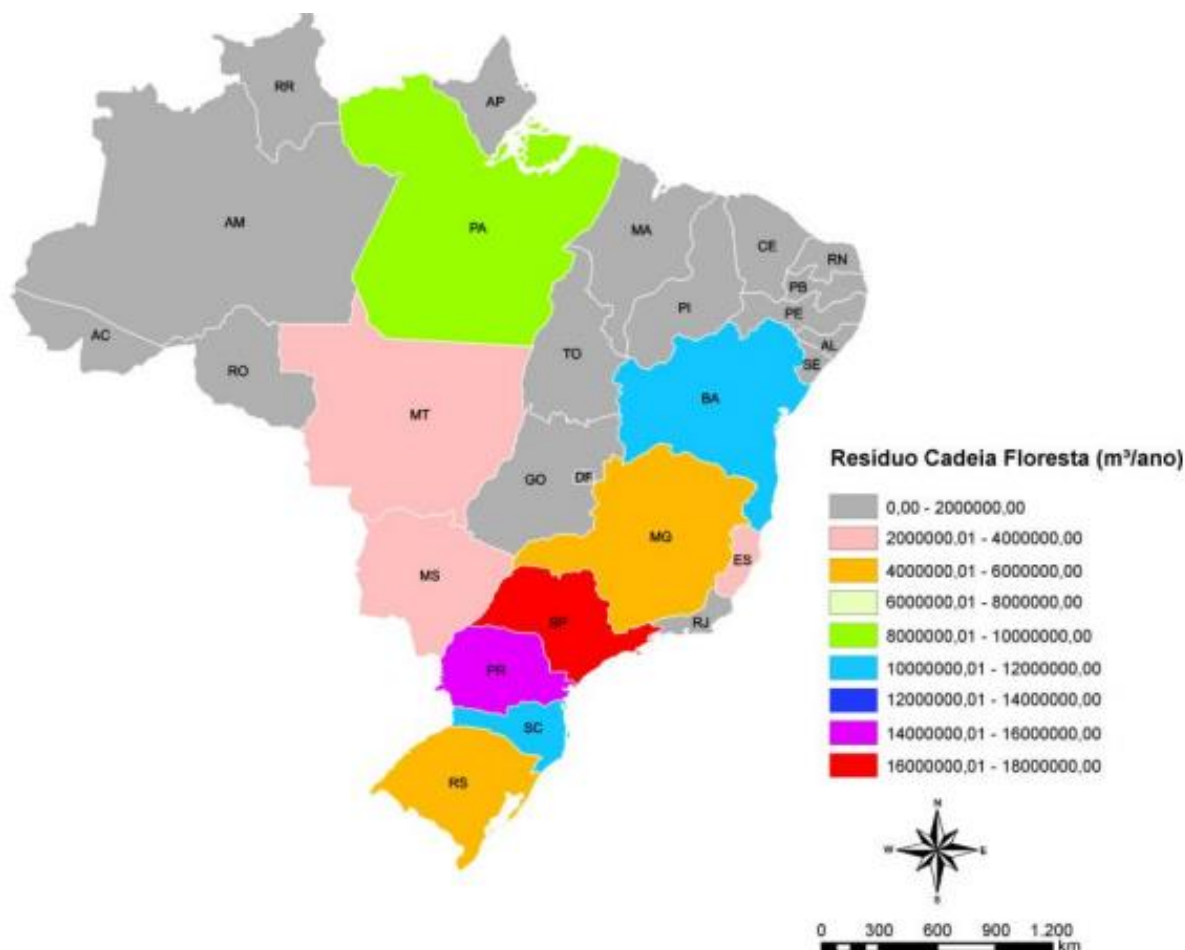 RR
AP
AM
PA
MA
CE
RN
PB
PI
PE
AC
AL
SE
RO
TO
BA
MT
GO
DF
MG
ES
MS
SP
RJ
PR
SC
RS
Residuo Cadeia Floresta (m³/ano)
0,00 - 2000000,00
2000000,01 - 4000000,00
4000000,01 - 6000000,00
6000000,01 - 8000000,00
8000000,01 - 10000000,00
10000000,01 - 12000000,00
12000000,01 - 14000000,00
14000000,01 - 16000000,00
16000000,01 - 18000000,00
N
W E
S
0 300 600 900 1.200
km